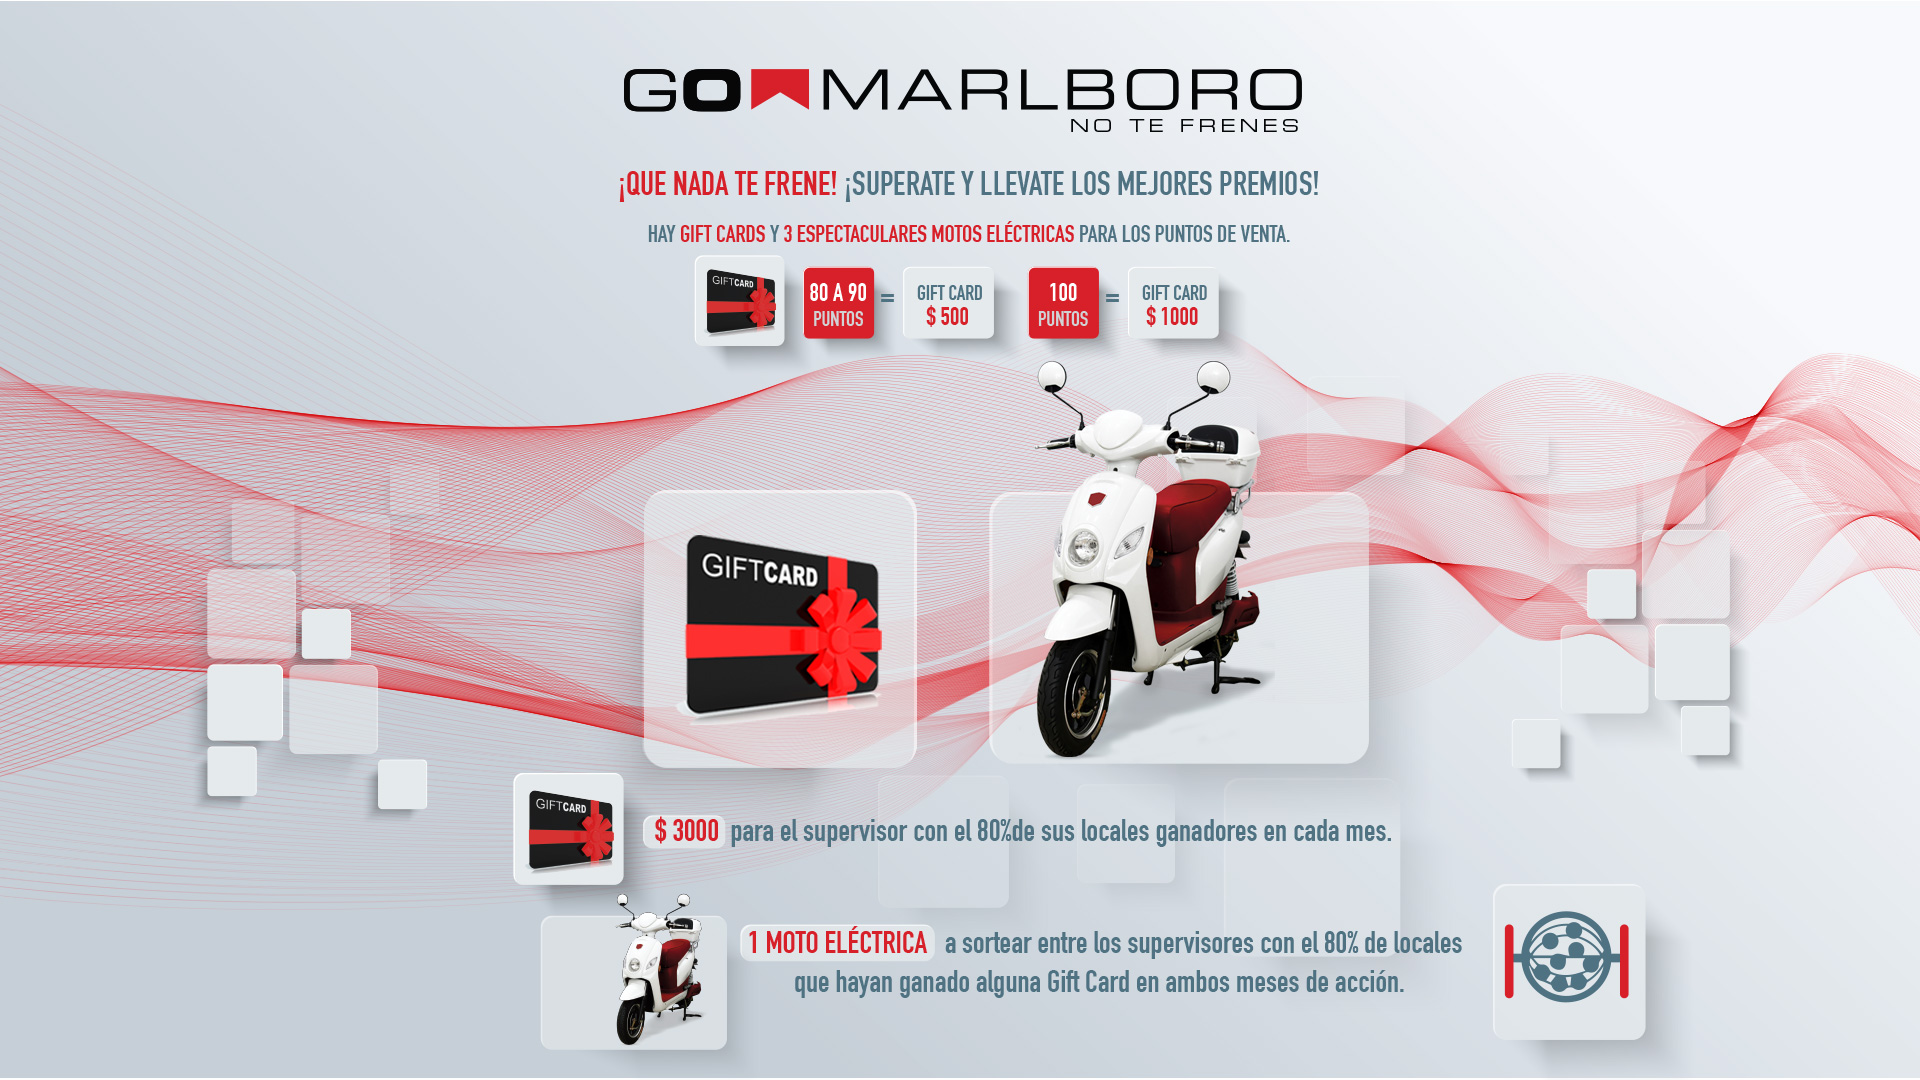 GO MARLBORO
NO TE FRENES
¡QUE NADA TE FRENE! ¡SUPERATE Y LLEVATE LOS MEJORES PREMIOS!
HAY GIFT CARDS Y 3 ESPECTACULARES MOTOS ELÉCTRICAS PARA LOS PUNTOS DE VENTA.
GIFTCARD
80 A 90 PUNTOS = GIFT CARD $ 500
100 PUNTOS = GIFT CARD $ 1000
GIFTCARD
GIFTCARD
$ 3000 para el supervisor con el 80%de sus locales ganadores en cada mes.
1 MOTO ELÉCTRICA a sortear entre los supervisores con el 80% de locales
que hayan ganado alguna Gift Card en ambos meses de acción.